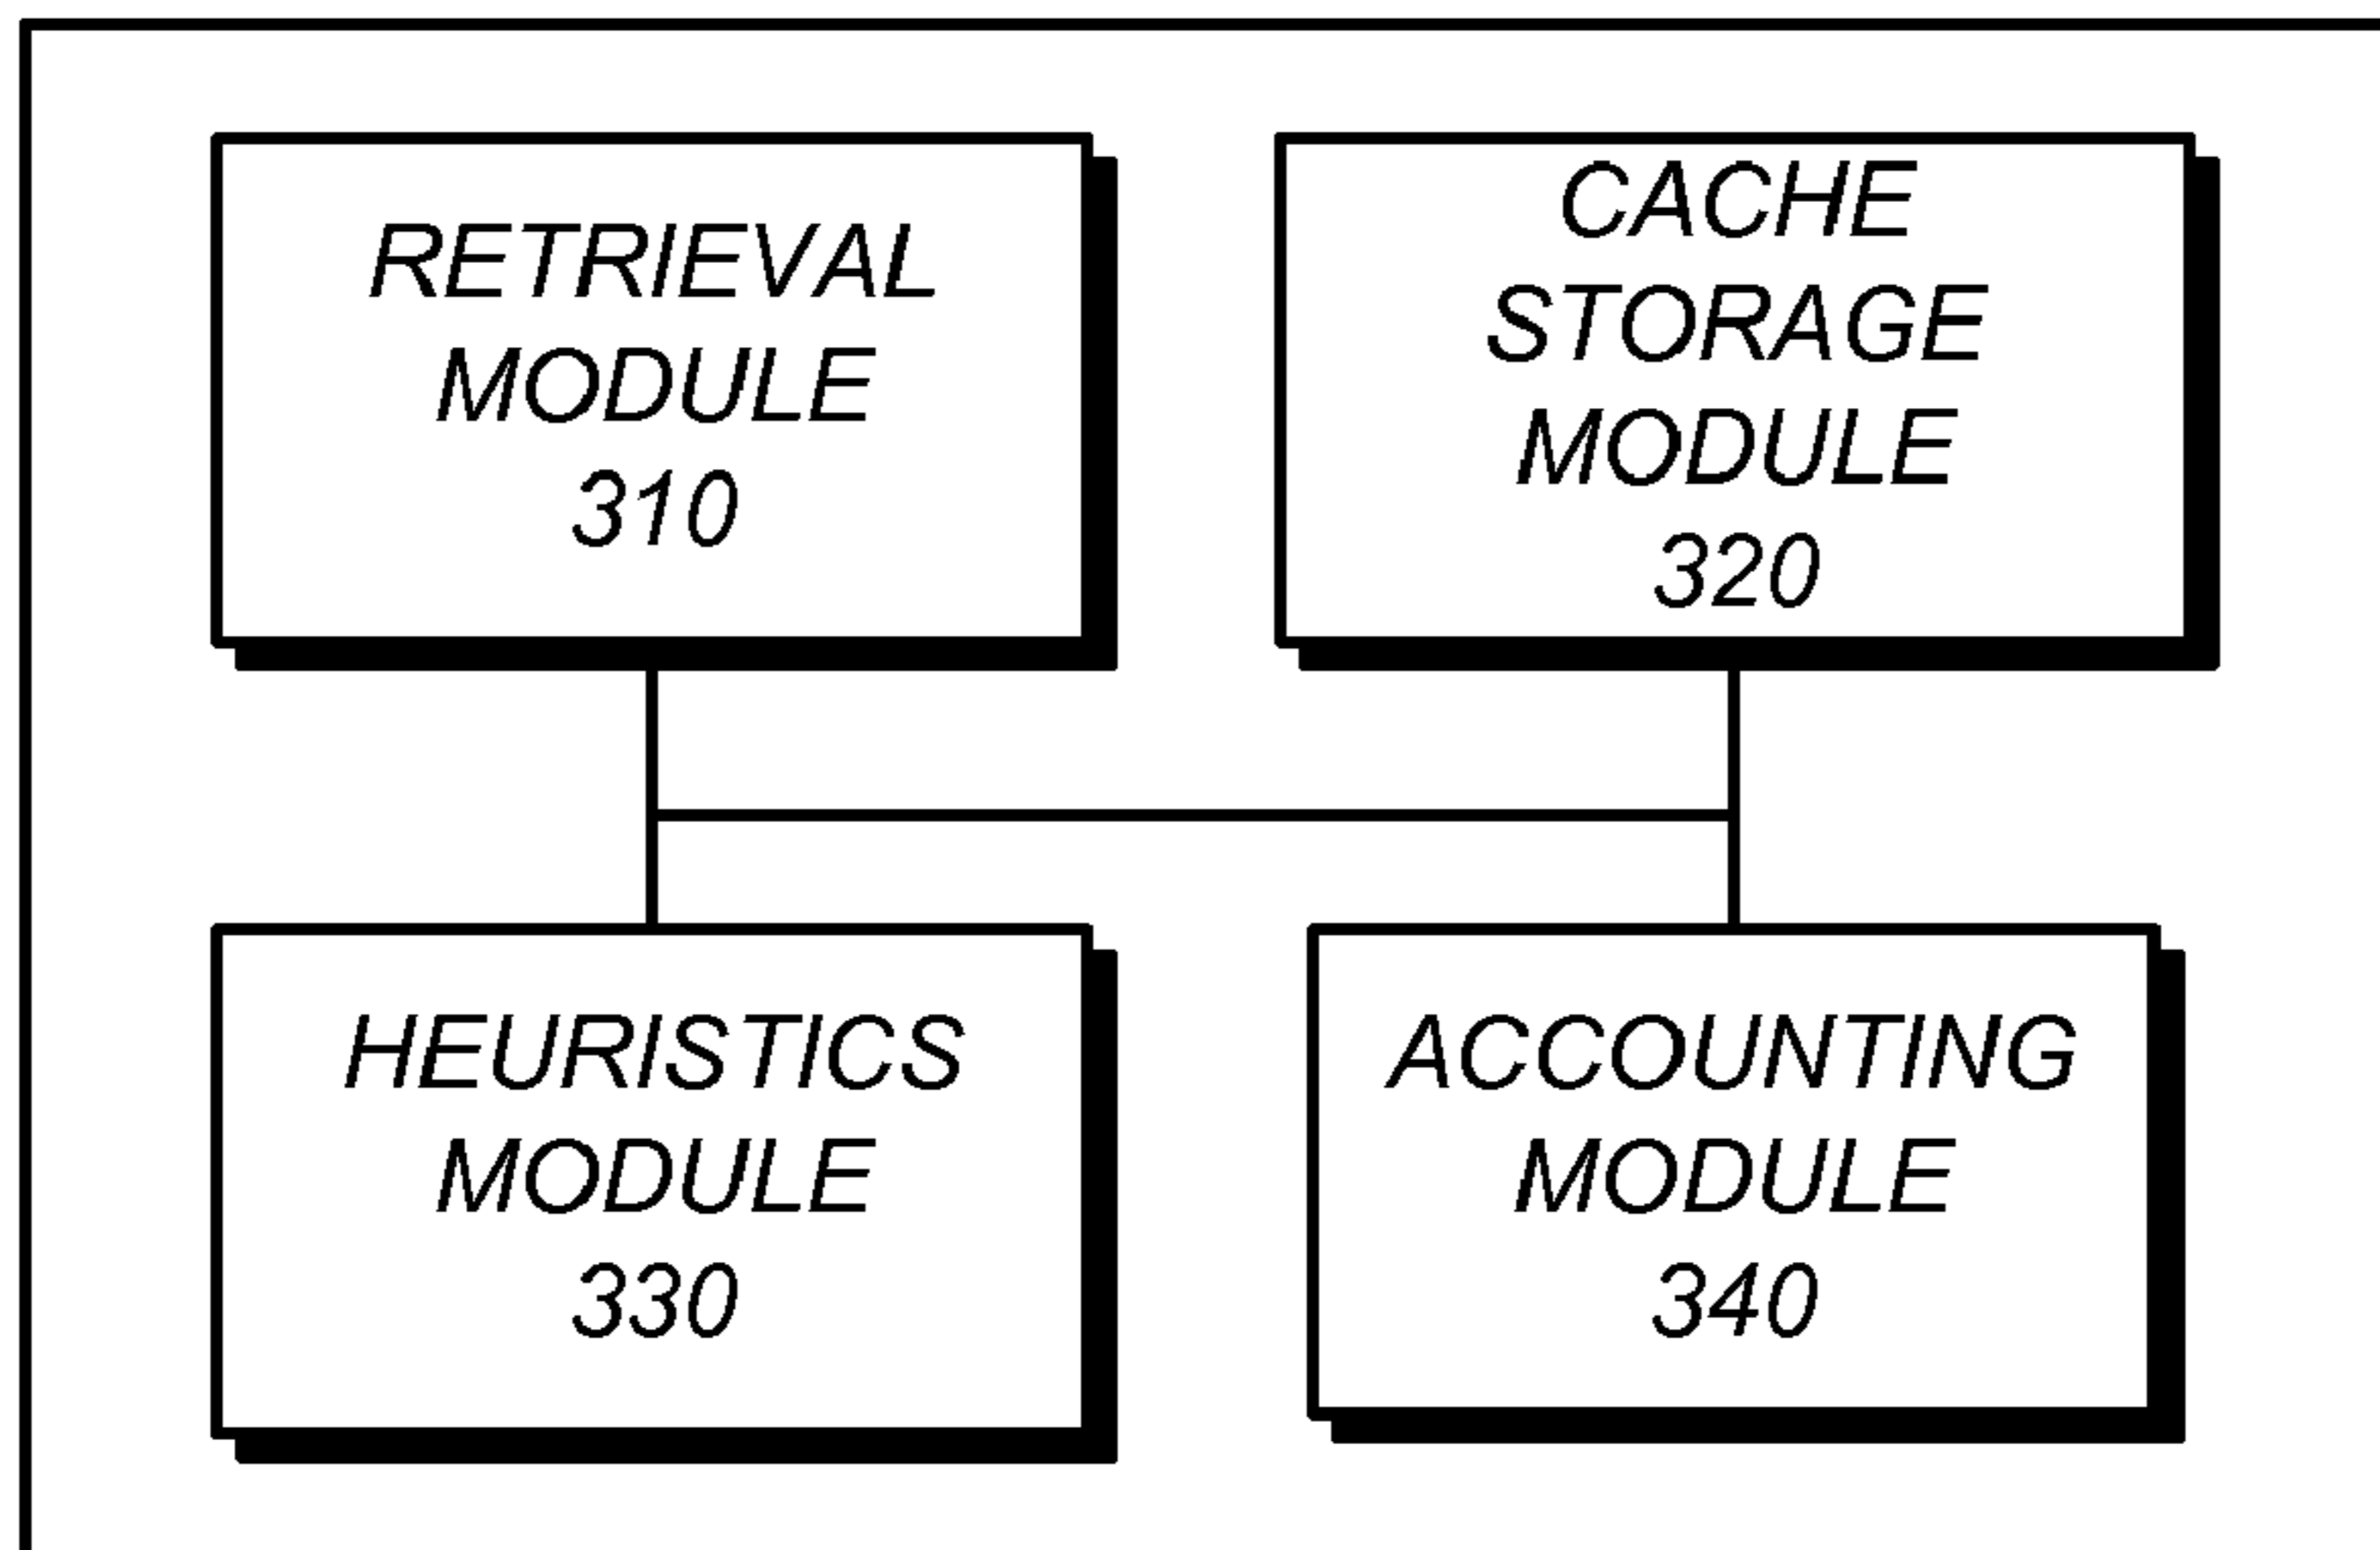 RETRIEVAL
MODULE
310
CACHE
STORAGE
MODULE
320
HEURISTICS
MODULE
330
ACCOUNTING
MODULE
340